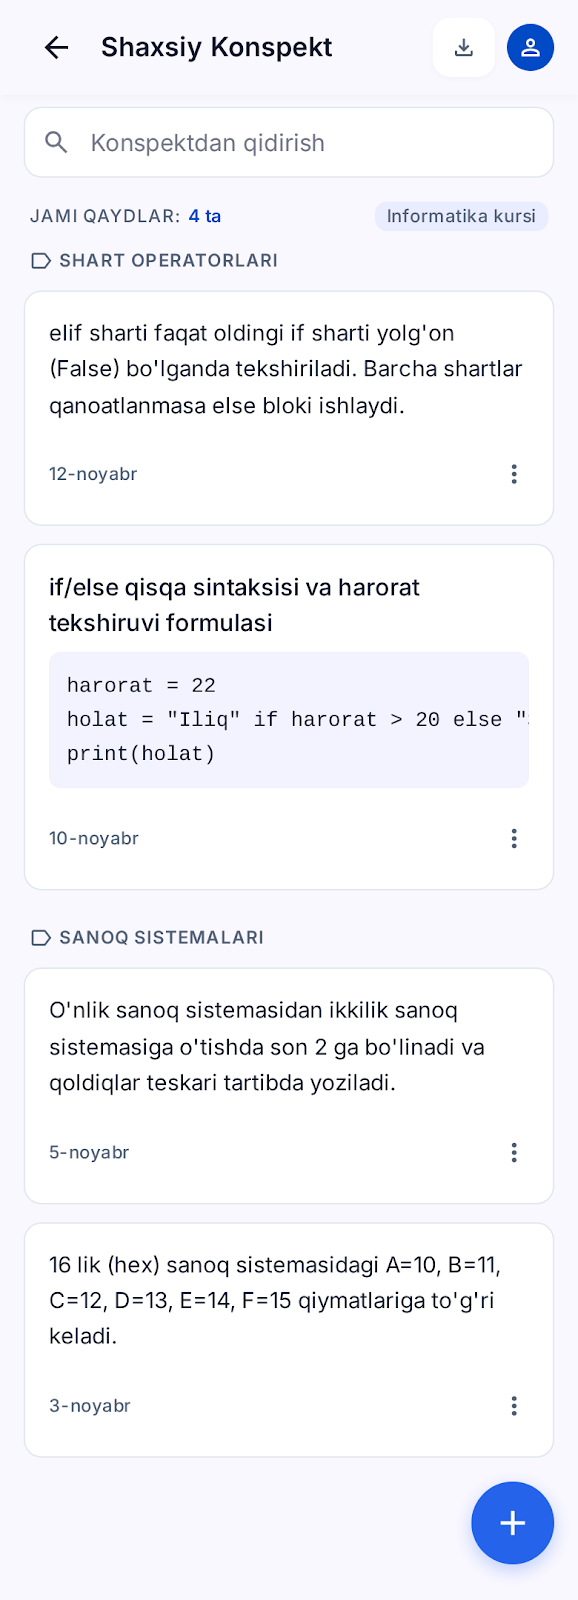 Shaxsiy Konspekt
Konspektdan qidirish
JAMI QAYDLAR: 4 ta
Informatika kursi
SHART OPERATORLARI
elif sharti faqat oldingi if sharti yolg'on
(False) bo'lganda tekshiriladi. Barcha shartlar
qanoatlanmasa else bloki ishlaydi.
12-noyabr
if/else qisqa sintaksisi va harorat
tekshiruvi formulasi
harorat = 22
holat = "Iliq" if harorat > 20 else "
print(holat)
10-noyabr
SANOQ SISTEMALARI
O'nlik sanoq sistemasidan ikkilik sanoq
sistemasiga o'tishda son 2 ga bo'linadi va
qoldiqlar teskari tartibda yoziladi.
5-noyabr
16 lik (hex) sanoq sistemasidagi A=10, B=11,
C=12, D=13, E=14, F=15 qiymatlariga to'g'ri
keladi.
3-noyabr